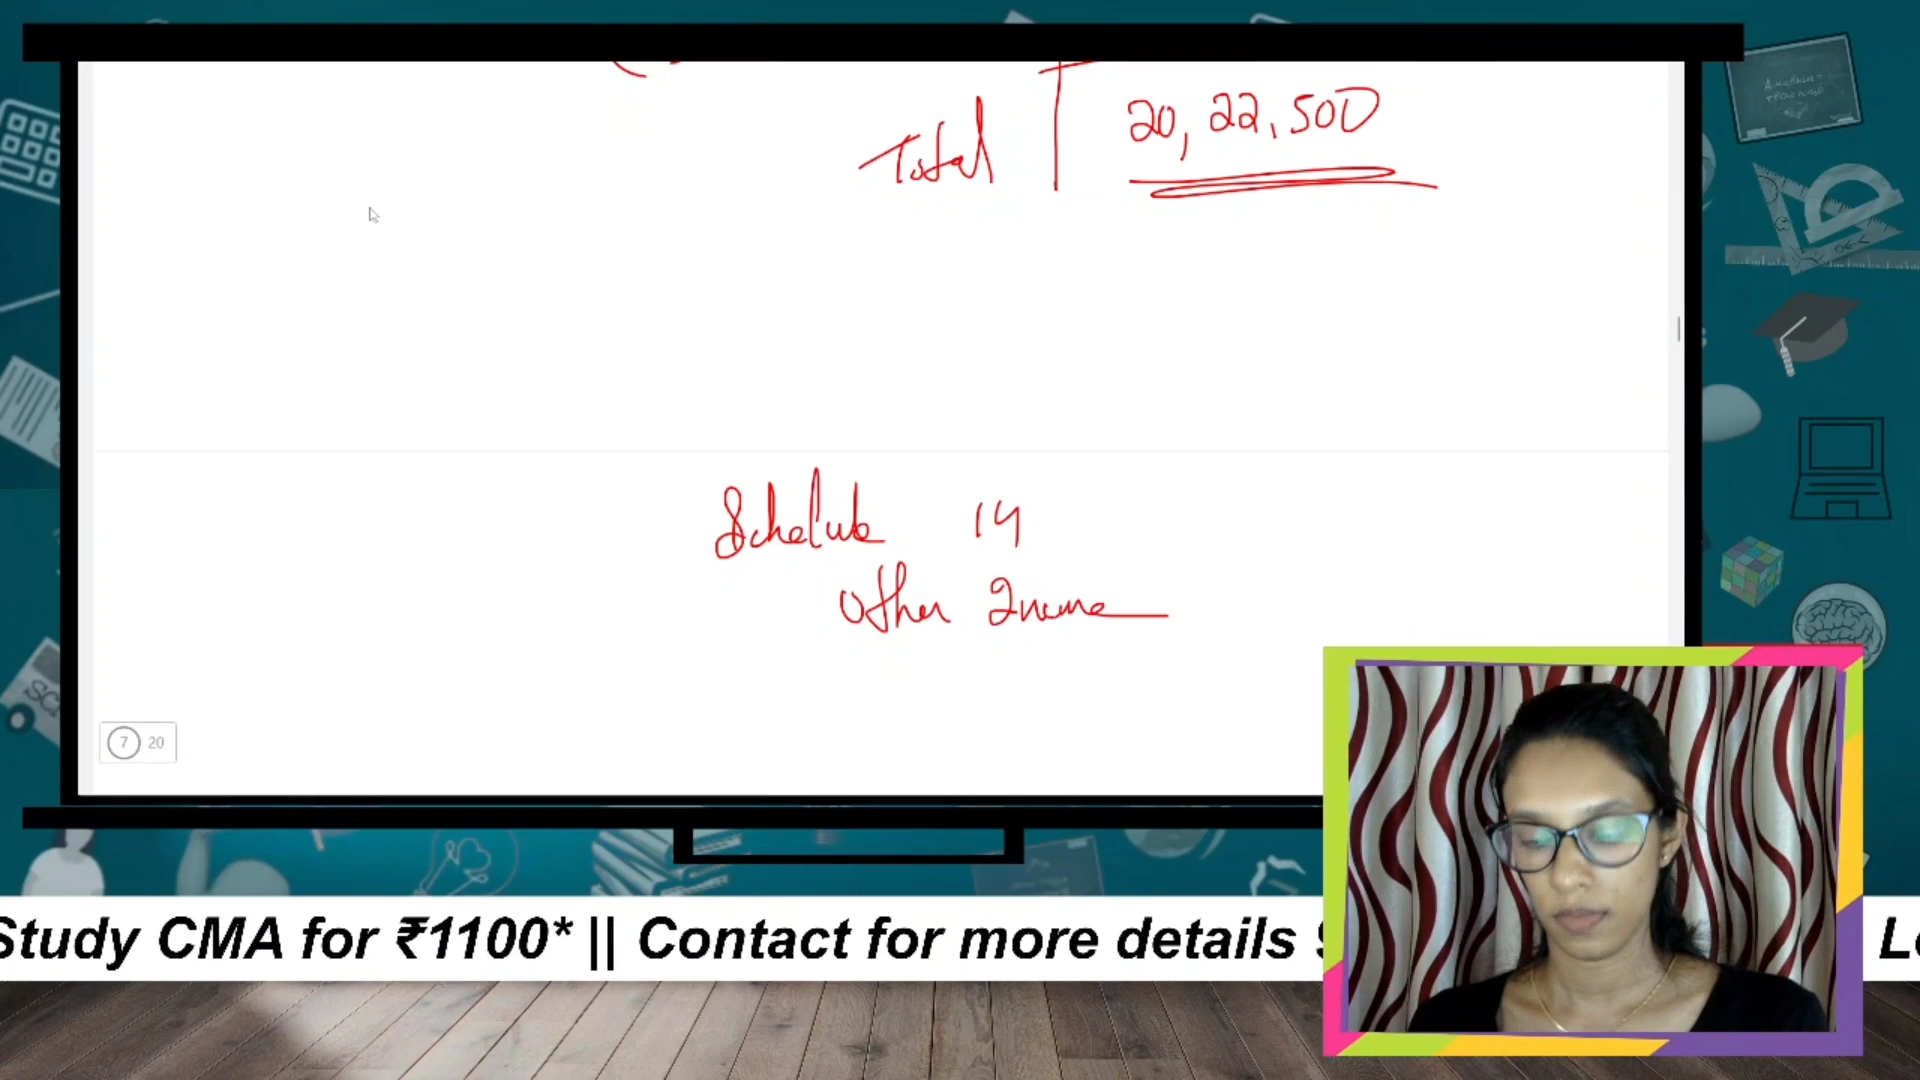 Total 20,22,500
Schedule 14
Other Income
7 20
Study CMA for ₹1100* || Contact for more details